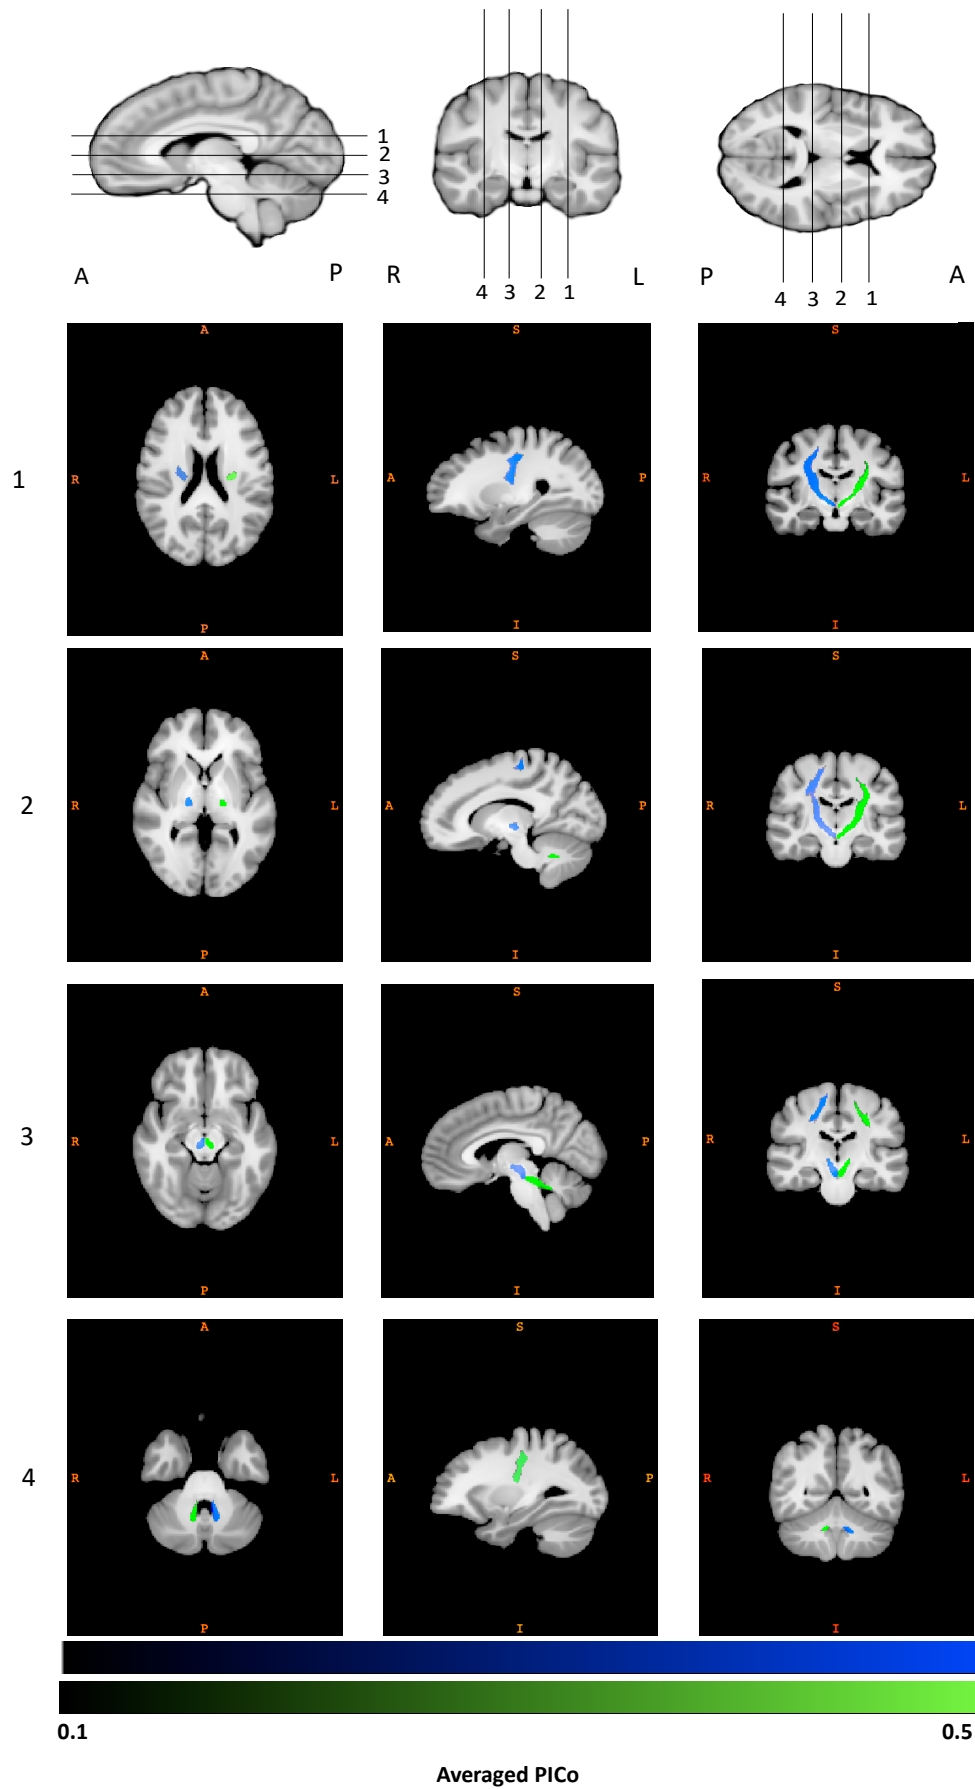 1
2
3
4
A P R L P A
4 3 2 1 4 3 2 1
A S S
1 R L A P R L
P I I
A S S
2 R L A P R L
P I I
A S S
3 R L A P R L
P I I
A S S
4 R L A P R L
P I I
0.1 0.5
Averaged PICo